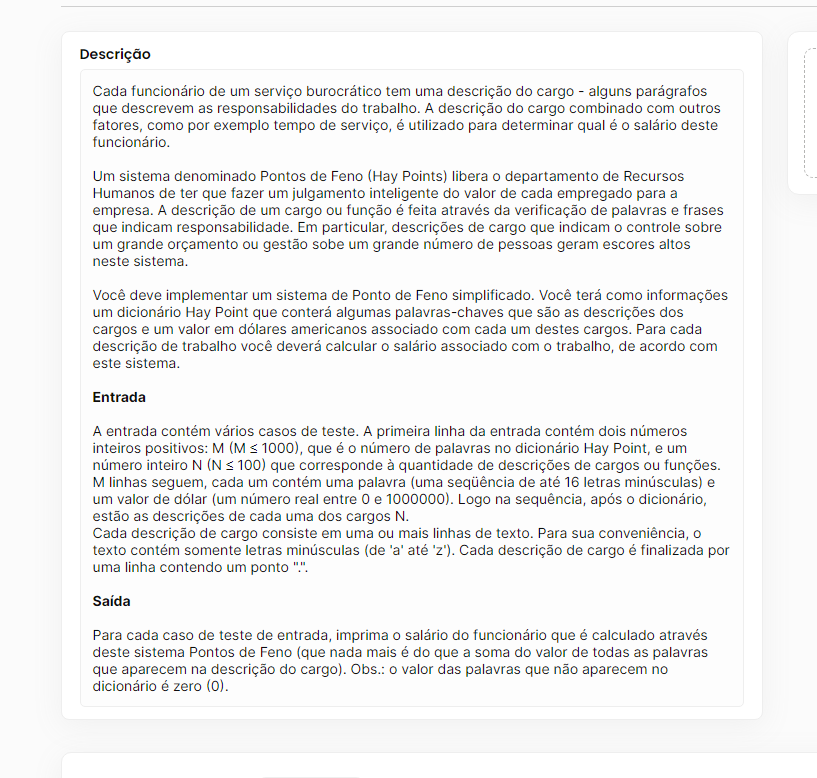 Descrição
Cada funcionário de um serviço burocrático tem uma descrição do cargo - alguns parágrafos
que descrevem as responsabilidades do trabalho. A descrição do cargo combinado com outros
fatores, como por exemplo tempo de serviço, é utilizado para determinar qual é o salário deste
funcionário.
Um sistema denominado Pontos de Feno (Hay Points) libera o departamento de Recursos
Humanos de ter que fazer um julgamento inteligente do valor de cada empregado para a
empresa. A descrição de um cargo ou função é feita através da verificação de palavras e frases
que indicam responsabilidade. Em particular, descrições de cargo que indicam o controle sobre
um grande orçamento ou gestão sobe um grande número de pessoas geram escores altos
neste sistema.
Você deve implementar um sistema de Ponto de Feno simplificado. Você terá como informações
um dicionário Hay Point que conterá algumas palavras-chaves que são as descrições dos
cargos e um valor em dólares americanos associado com cada um destes cargos. Para cada
descrição de trabalho você deverá calcular o salário associado com o trabalho, de acordo com
este sistema.
Entrada
A entrada contém vários casos de teste. A primeira linha da entrada contém dois números
inteiros positivos: M (M ≤ 1000), que é o número de palavras no dicionário Hay Point, e um
número inteiro N (N ≤ 100) que corresponde à quantidade de descrições de cargos ou funções.
M linhas seguem, cada um contém uma palavra (uma seqüência de até 16 letras minúsculas) e
um valor de dólar (um número real entre 0 e 1000000). Logo na sequência, após o dicionário,
estão as descrições de cada uma dos cargos N.
Cada descrição de cargo consiste em uma ou mais linhas de texto. Para sua conveniência, o
texto contém somente letras minúsculas (de 'a' até 'z'). Cada descrição de cargo é finalizada por
uma linha contendo um ponto ".".
Saída
Para cada caso de teste de entrada, imprima o salário do funcionário que é calculado através
deste sistema Pontos de Feno (que nada mais é do que a soma do valor de todas as palavras
que aparecem na descrição do cargo). Obs.: o valor das palavras que não aparecem no
dicionário é zero (0).